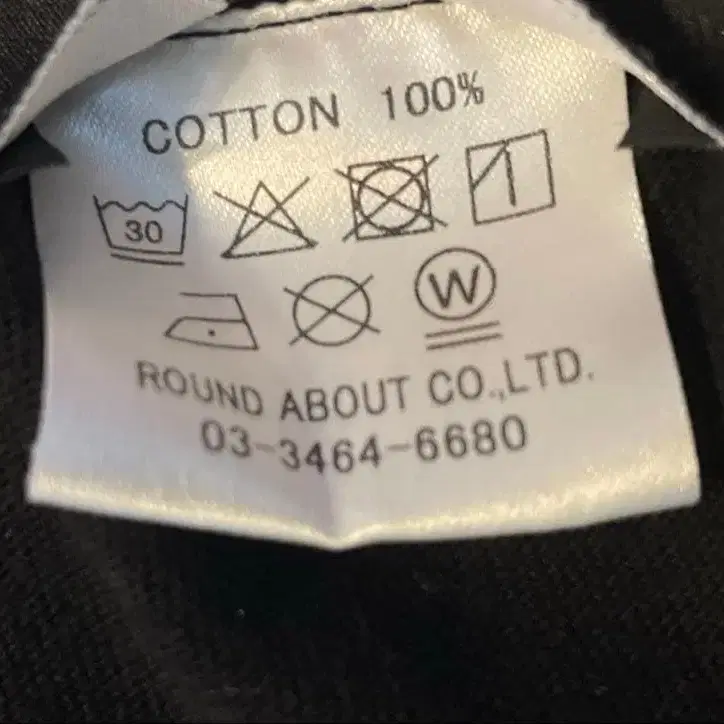 COTTON 100%
30
W
ROUND ABOUT CO.,LTD.
03-3464-6680